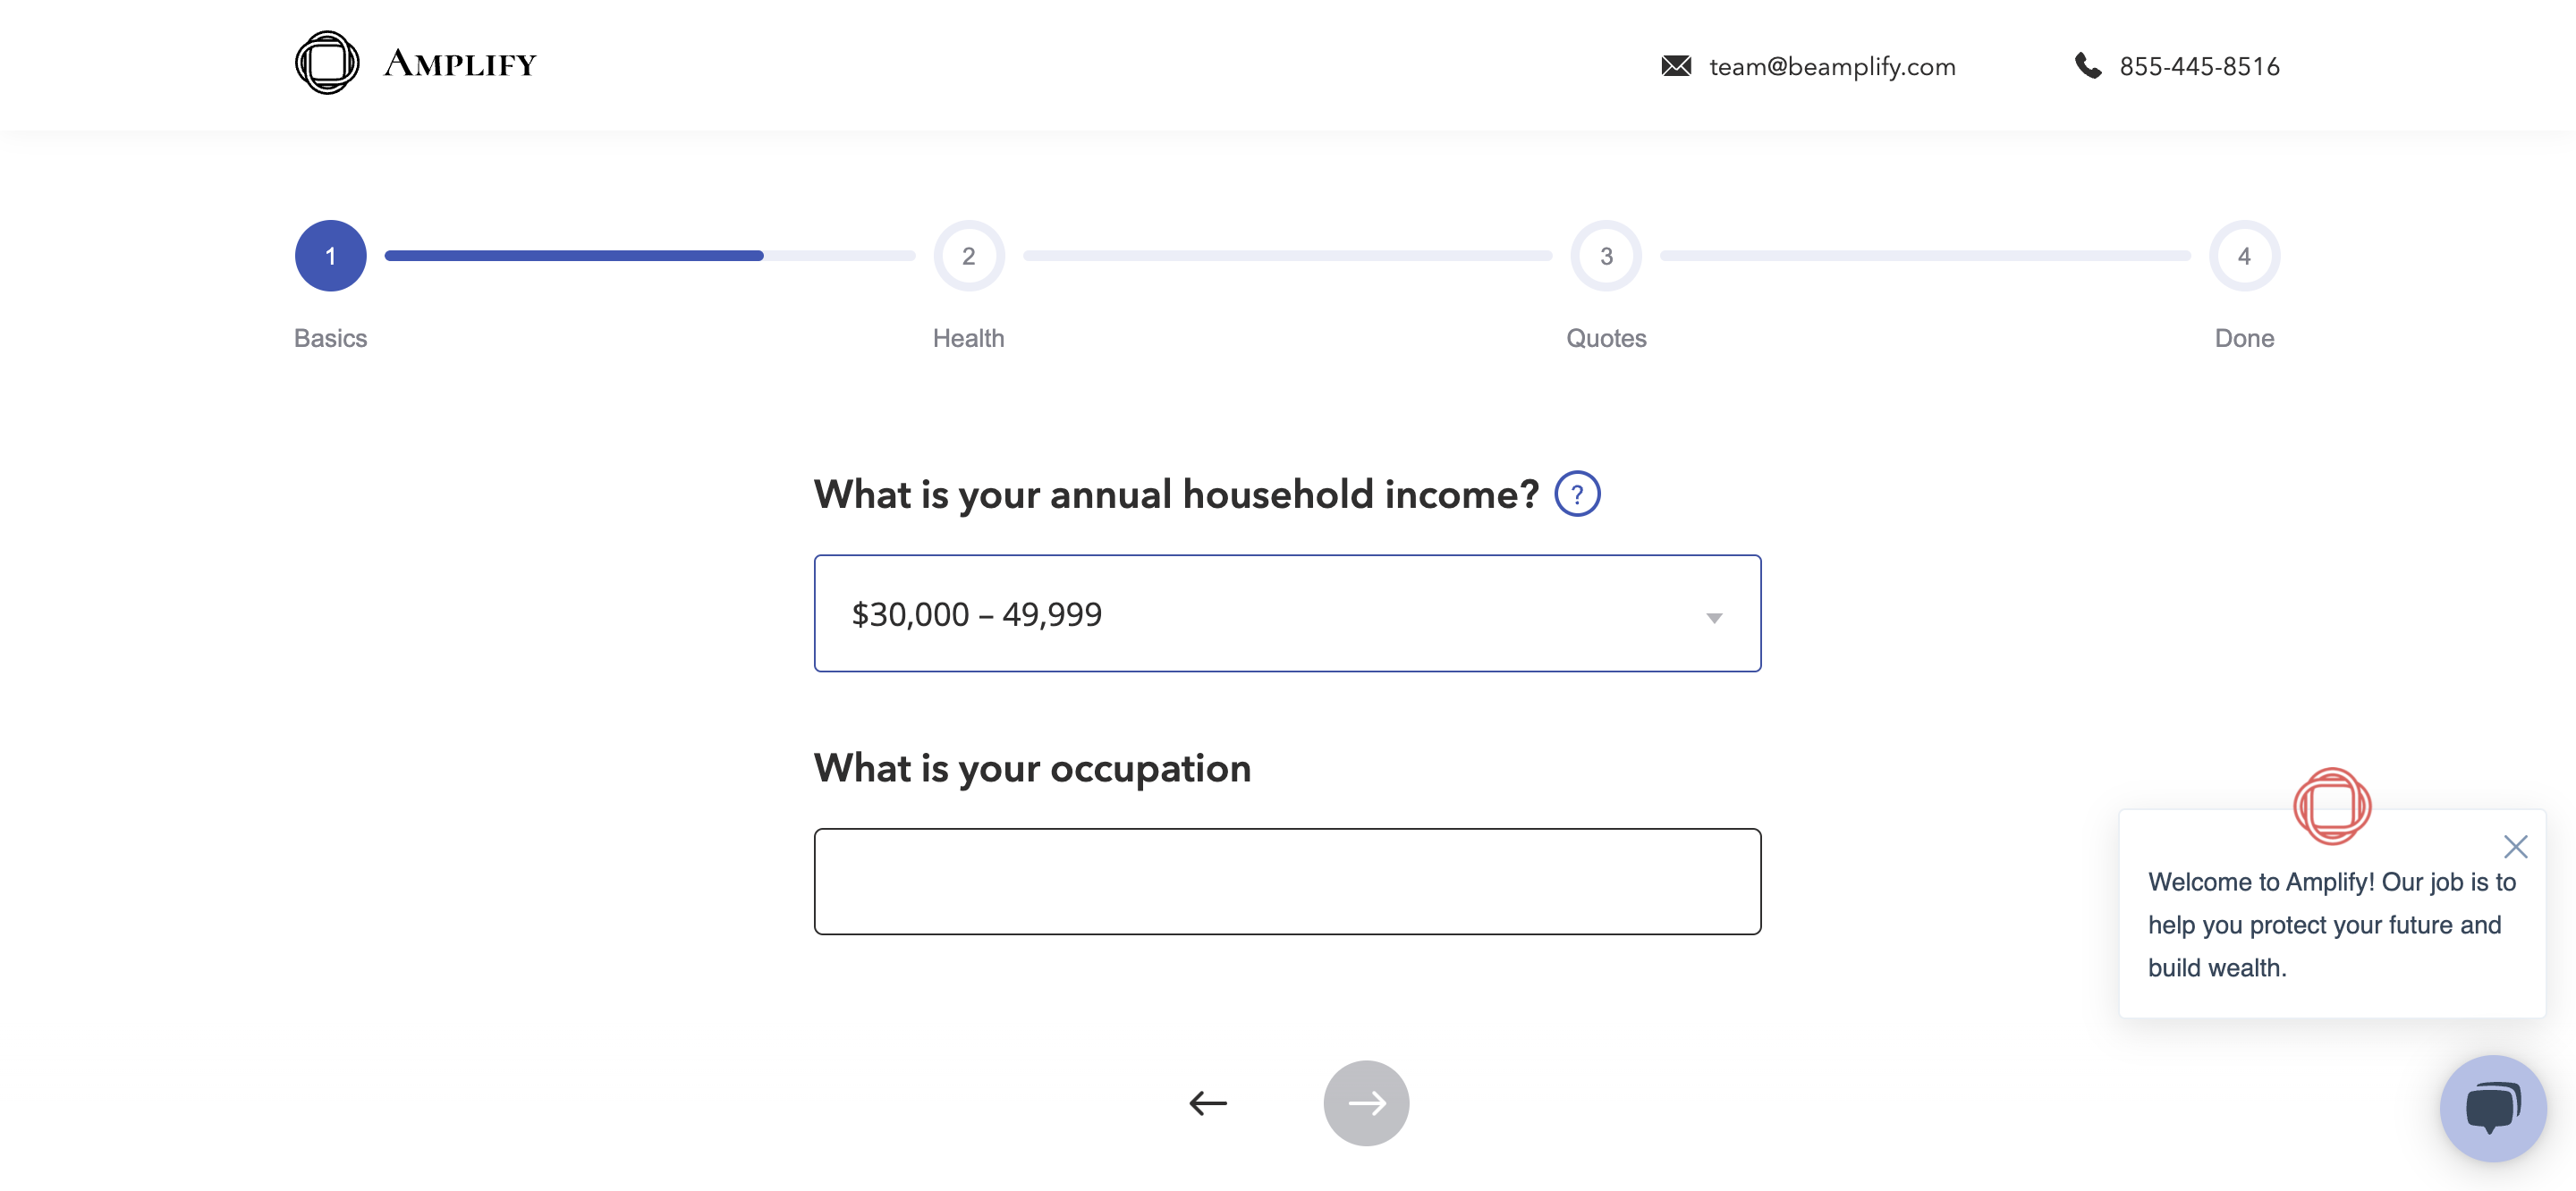 AMPLIFY
team@beamplify.com
855-445-8516
1
2
3
4
Basics
Health
Quotes
Done
What is your annual household income? ?
$30,000 – 49,999
What is your occupation
Welcome to Amplify! Our job is to
help you protect your future and
build wealth.